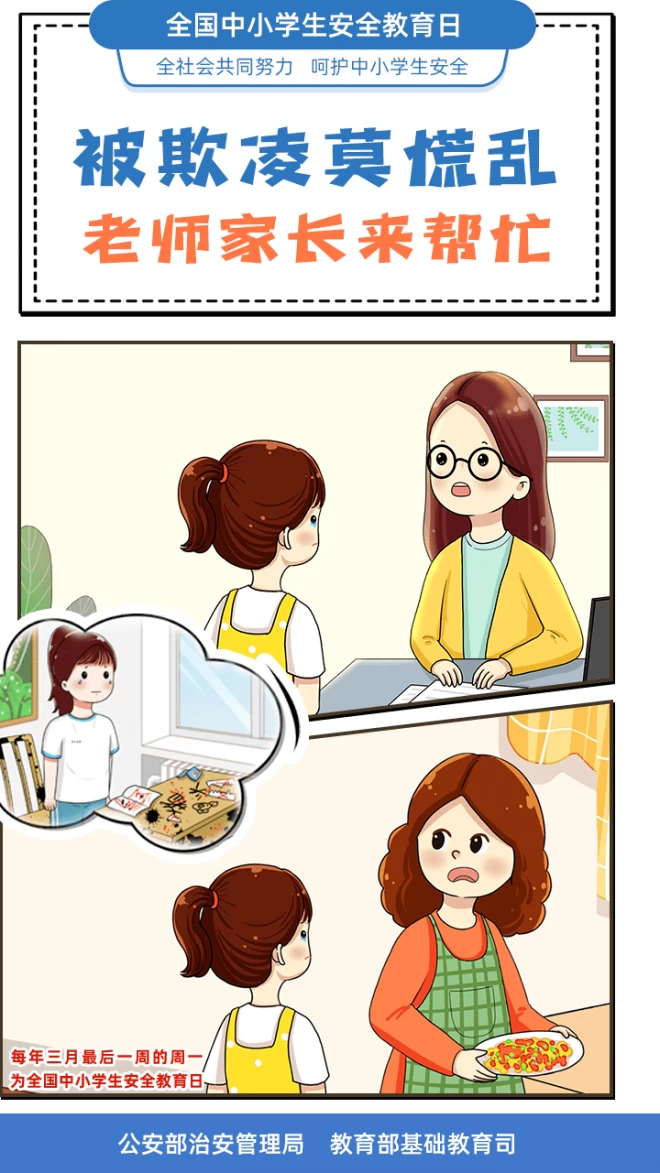 全国中小学生安全教育日
全社会共同努力 呵护中小学生安全
被欺凌莫慌乱
老师家长来帮忙
每年三月最后一周的周一
为全国中小学生安全教育日
公安部治安管理局 教育部基础教育司